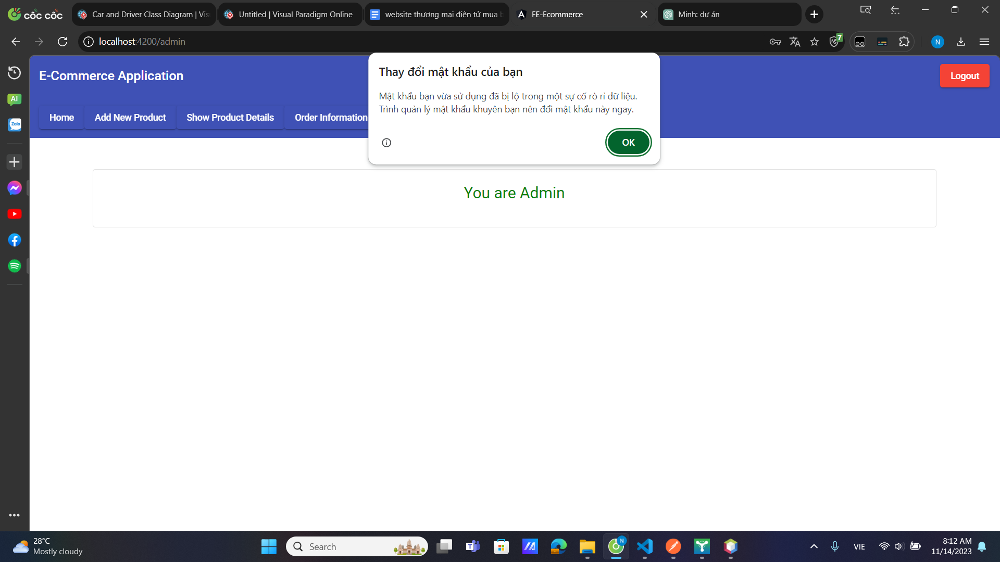 cốc cốc
Car and Driver Class Diagram | Vis
Untitled | Visual Paradigm Online
website thương mại điện tử mua b
FE-Ecommerce
Minh: dự án
localhost:4200/admin
7
N
E-Commerce Application
Logout
Home
Add New Product
Show Product Details
Order Information
Thay đổi mật khẩu của bạn
Mật khẩu bạn vừa sử dụng đã bị lộ trong một sự cố rò rỉ dữ liệu.
Trình quản lý mật khẩu khuyên bạn nên đổi mật khẩu này ngay.
OK
You are Admin
AI
Zalo
28°C
Mostly cloudy
Search
N
VIE
8:12 AM
11/14/2023